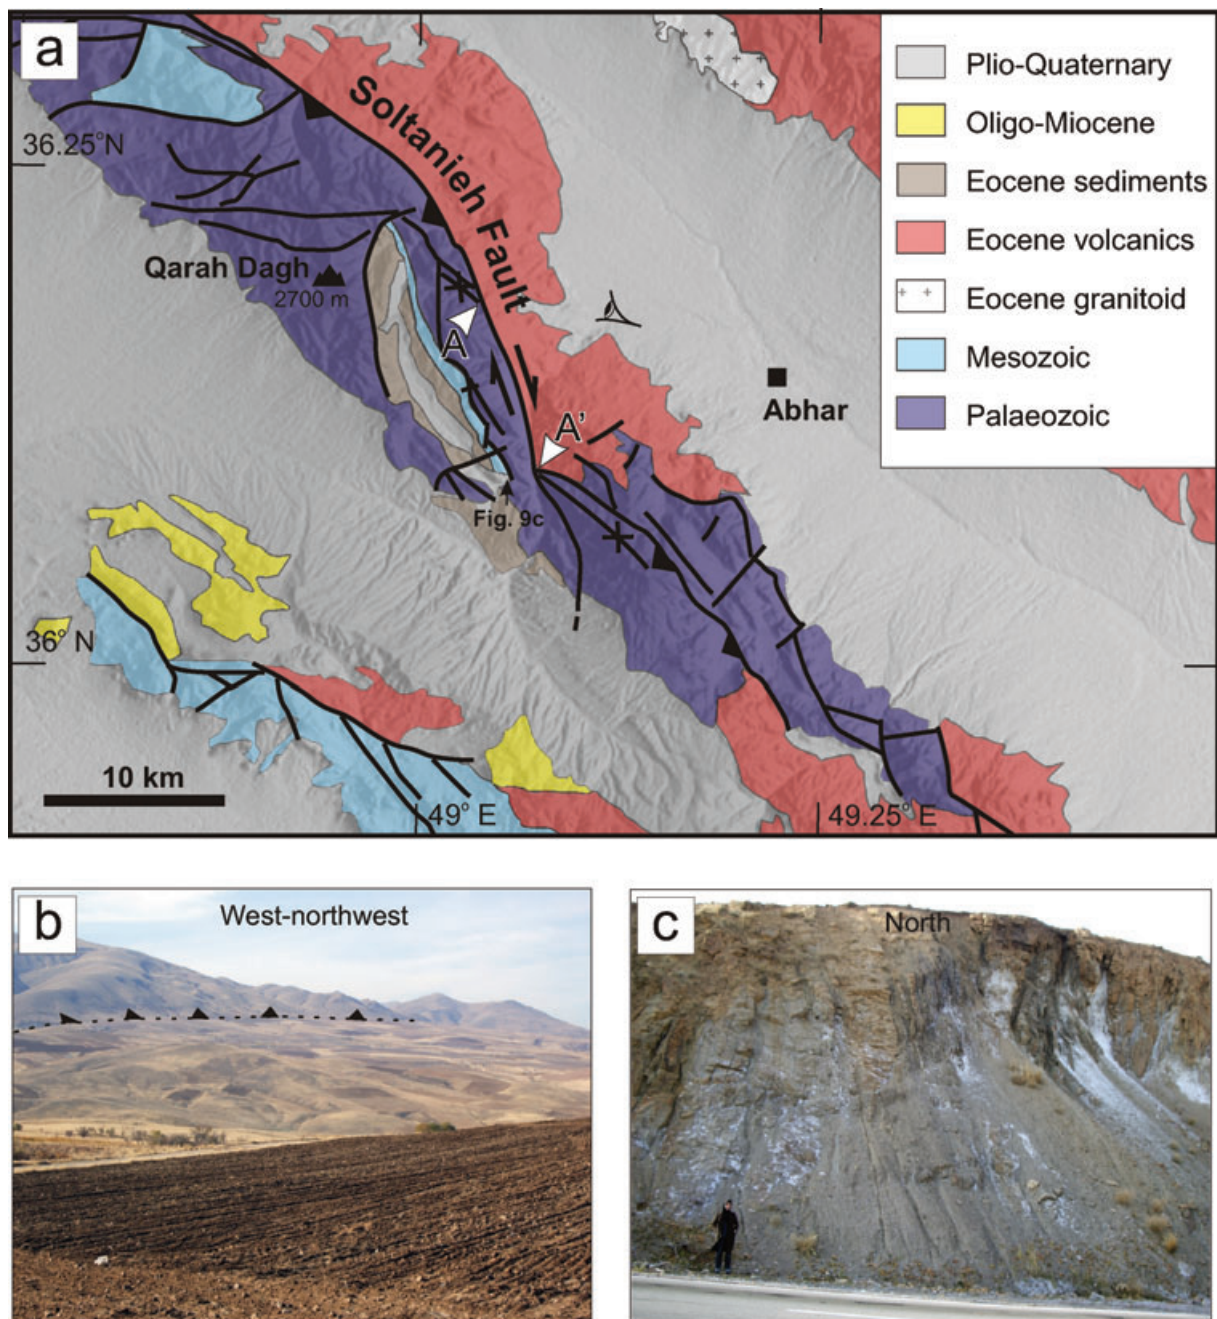 a
36.25°N
Soltanieh Fault
Qarah Dagh
2700 m
A
A'
Abhar
Fig. 9c
36° N
10 km
49° E
49.25° E
Plio-Quaternary
Oligo-Miocene
Eocene sediments
Eocene volcanics
Eocene granitoid
Mesozoic
Palaeozoic
b
West-northwest
c
North